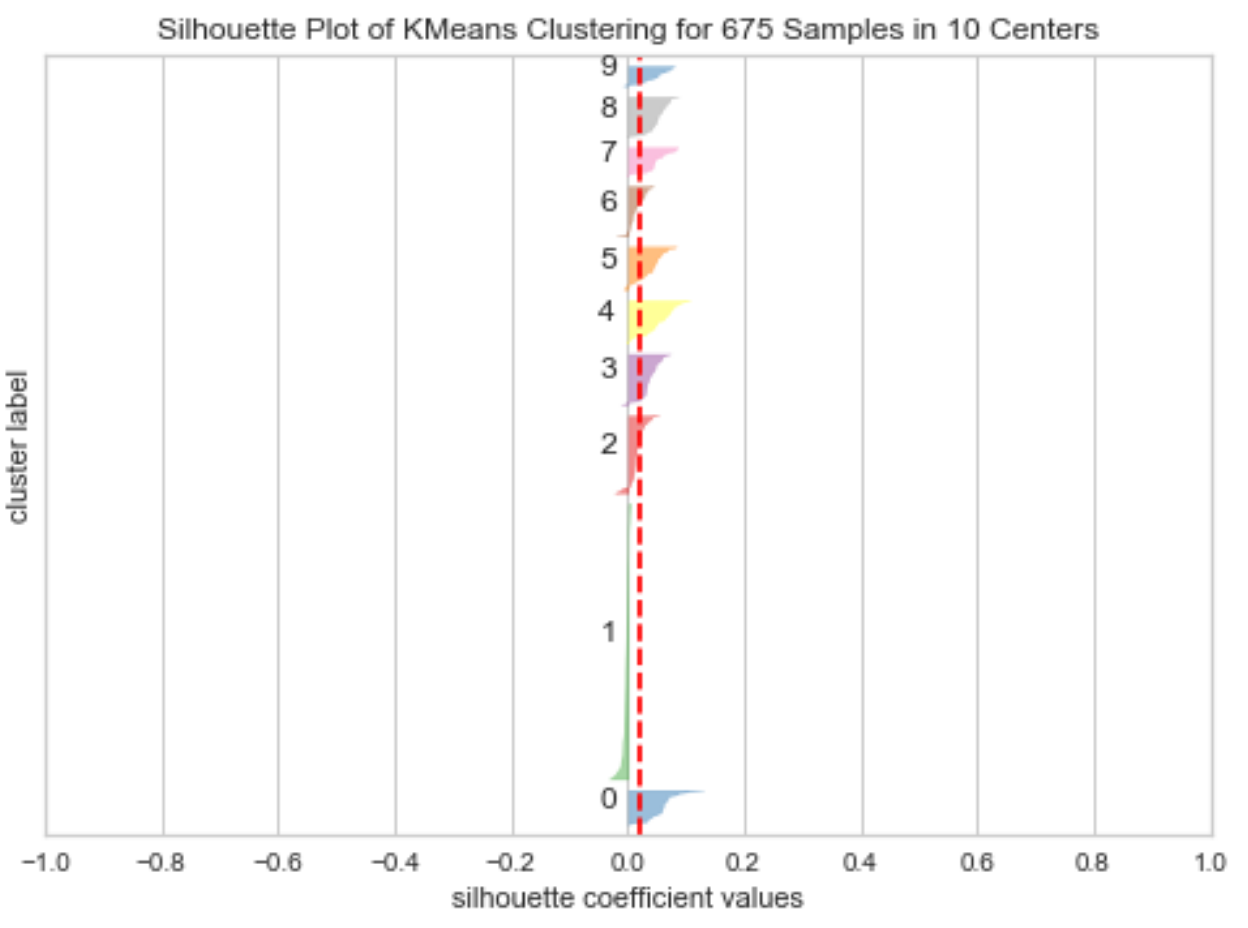 Silhouette Plot of KMeans Clustering for 675 Samples in 10 Centers
9
8
7
6
5
4
3
2
1
0
cluster label
−1.0 −0.8 −0.6 −0.4 −0.2 0.0 0.2 0.4 0.6 0.8 1.0
silhouette coefficient values